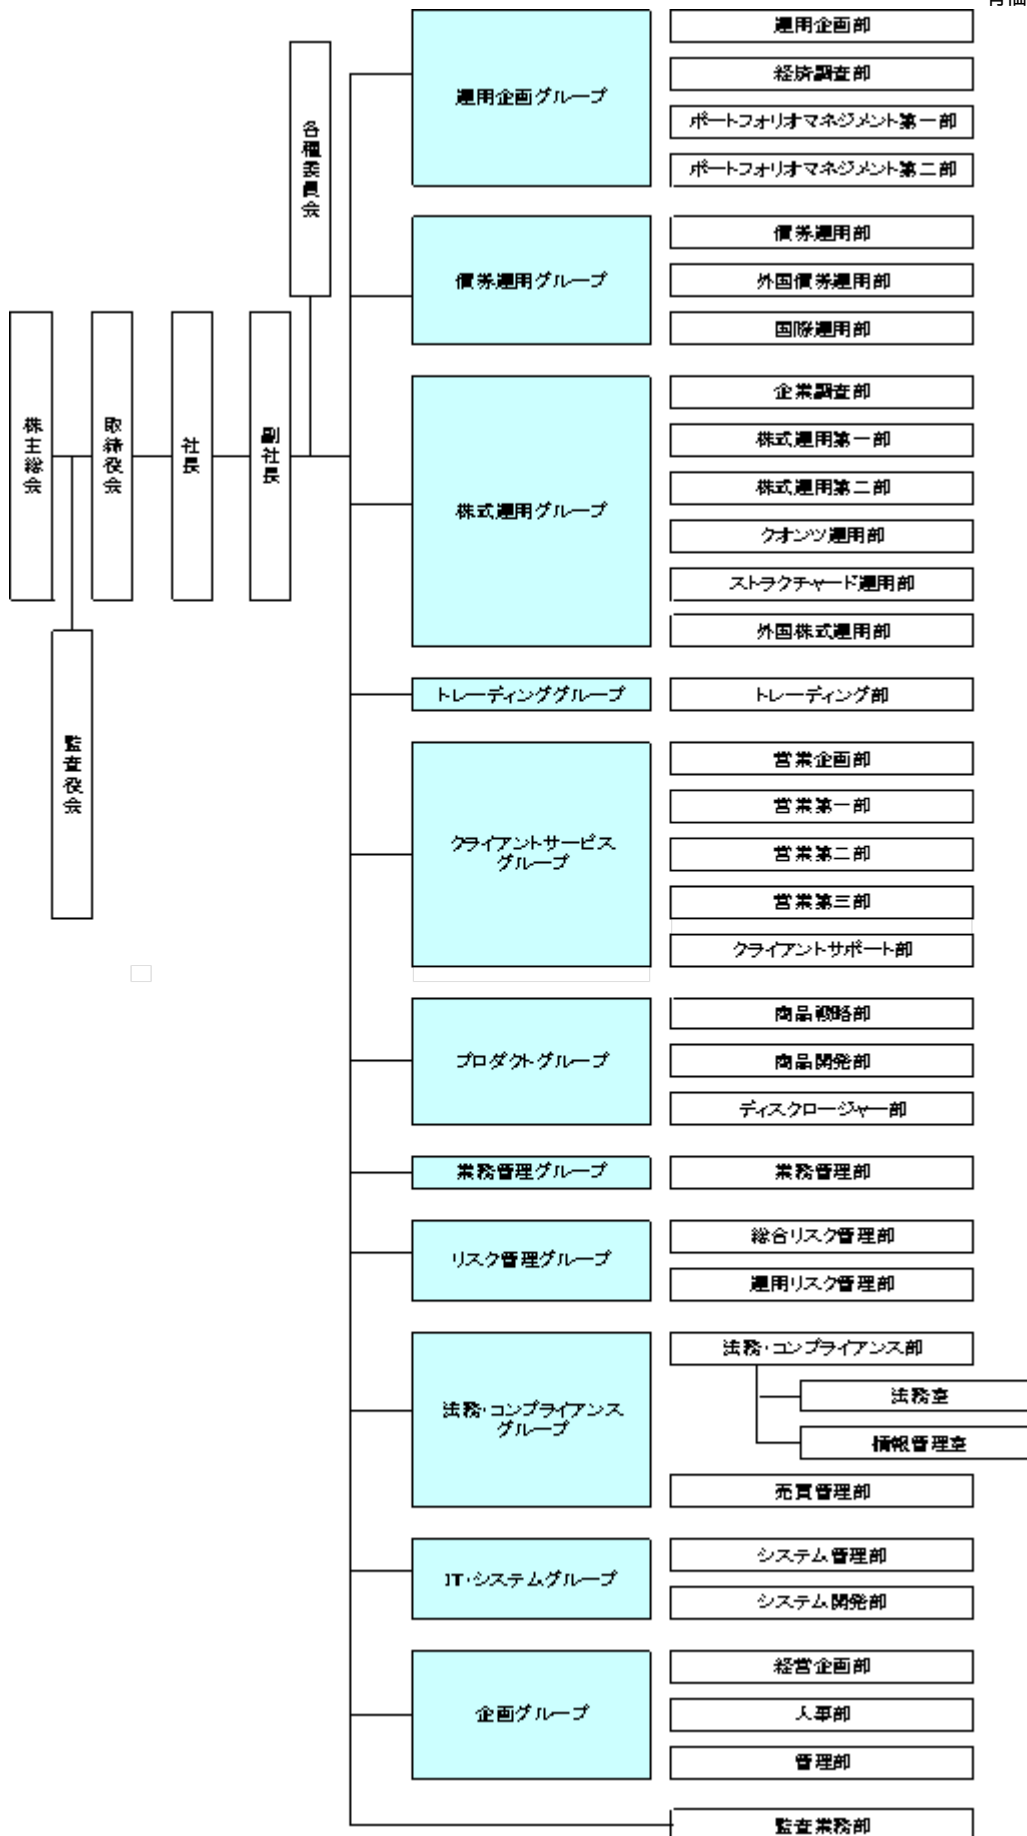 株主総会
監査役会
取締役会
社長
副社長
各種委員会
運用企画グループ
運用企画部
経済調査部
ポートフォリオマネジメント第一部
ポートフォリオマネジメント第二部
債券運用グループ
債券運用部
外国債券運用部
国際運用部
株式運用グループ
企業調査部
株式運用第一部
株式運用第二部
クオンツ運用部
ストラクチャード運用部
外国株式運用部
トレーディンググループ
トレーディング部
クライアントサービス
グループ
営業企画部
営業第一部
営業第二部
営業第三部
クライアントサポート部
プロダクトグループ
商品戦略部
商品開発部
ディスクロージャー部
業務管理グループ
業務管理部
リスク管理グループ
総合リスク管理部
運用リスク管理部
法務・コンプライアンス
グループ
法務・コンプライアンス部
法務室
情報管理室
売買管理部
IT・システムグループ
システム管理部
システム開発部
企画グループ
経営企画部
人事部
管理部
監査業務部